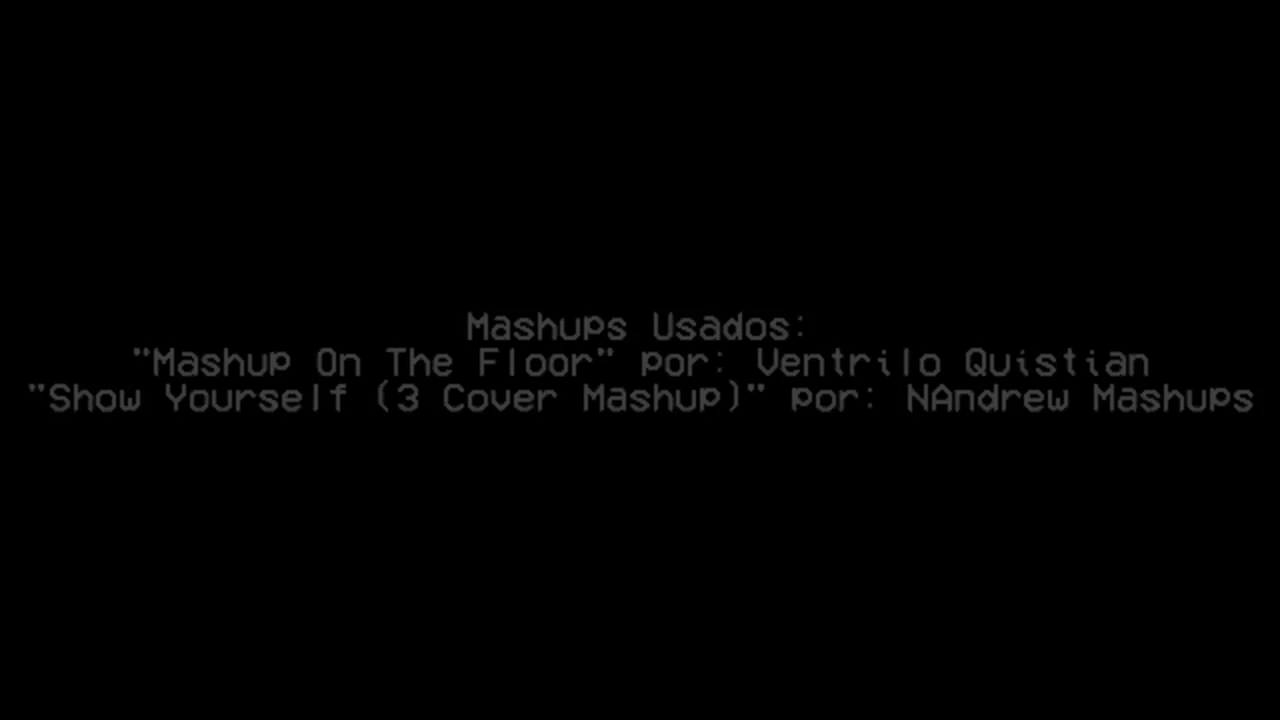 Mashups Usados:
"Mashup On The Floor" por: Ventrilo Quistian
"Show Yourself (3 Cover Mashup)" por: NAndrew Mashups